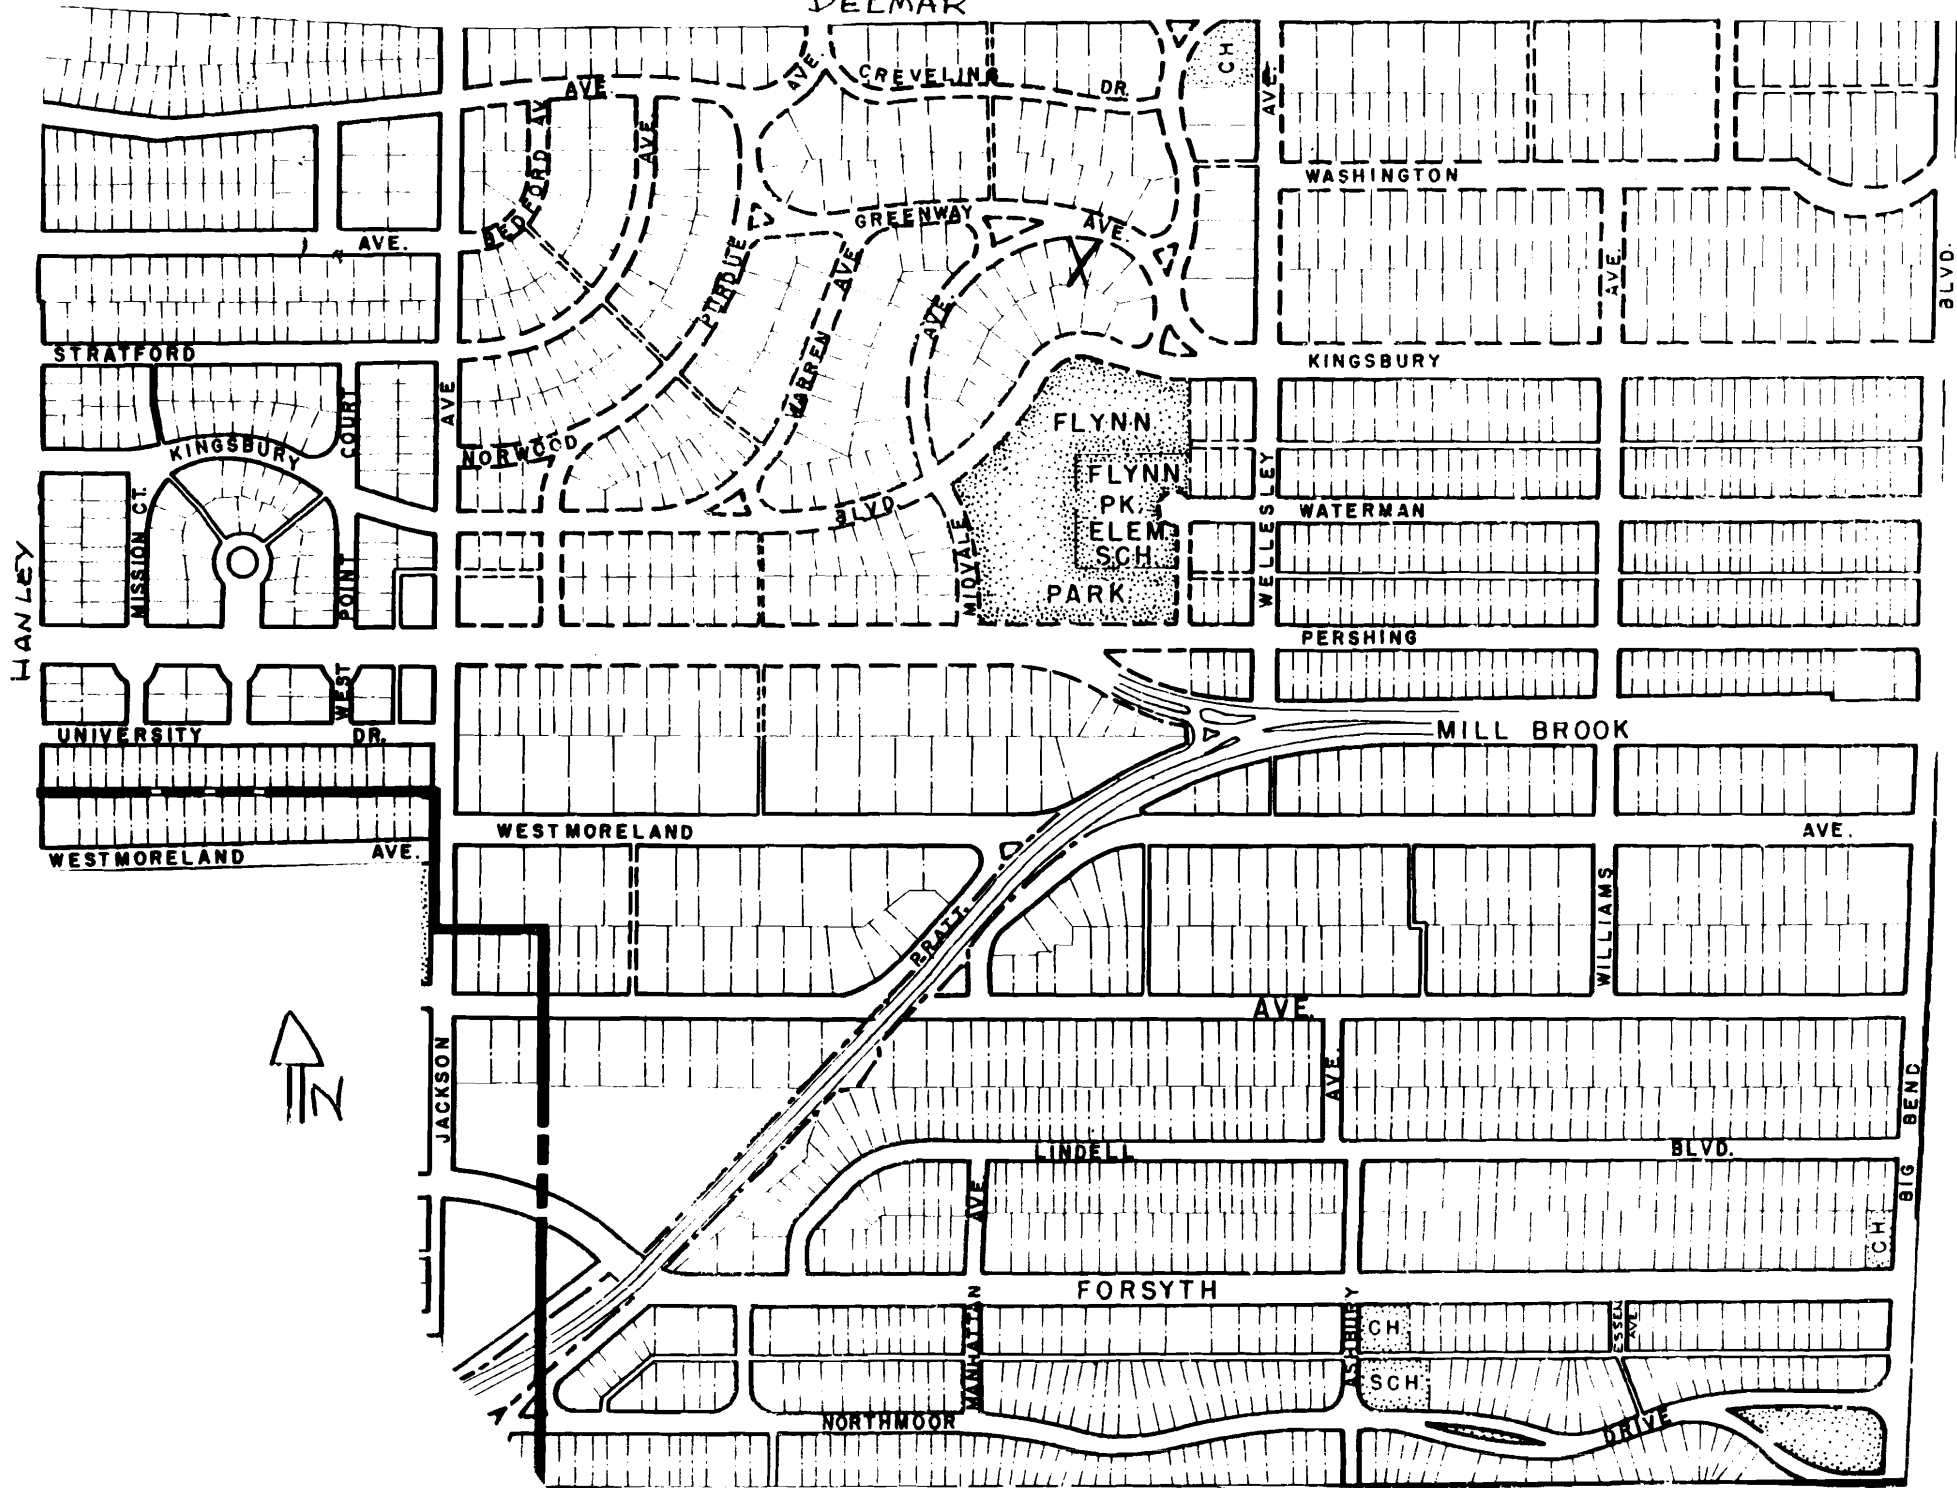 DELMAR
CH
AVE.
CREVELING
DR.
AVE.
AVE
BEDFORD AV
AVE.
WASHINGTON
GREENWAY
AVE.
X
AVE.
PURDUE
AVE
AVE.
BLVD.
AVE
STRATFORD
KINGSBURY
WARREN
COURT
AVE
FLYNN
NORWOOD
KINGSBURY
FLYNN
PK.
ELEM.
SCH.
PARK
WELLESLEY
WATERMAN
BLVD.
MISSION CT.
MIDVALE
HANLEY
POINT
PERSHING
WEST
UNIVERSITY
DR.
MILL BROOK
WESTMORELAND
AVE.
WESTMORELAND
AVE.
WILLIAMS
PRATT
AVE.
N
JACKSON
AVE.
BEND
LINDELL
BLVD.
BIG
AVE.
CH
FORSYTH
MANHATTAN
ASHBURY
CH
ESSEN
AVE
SCH
NORTHMOOR
DRIVE